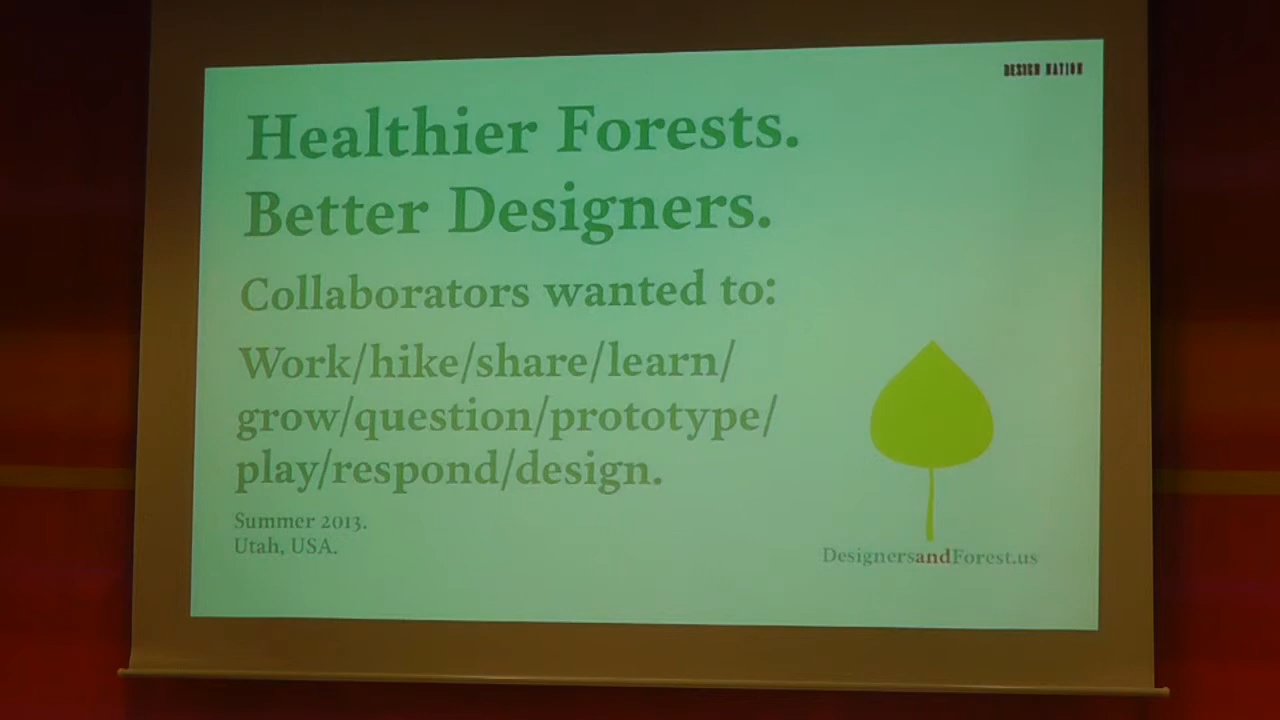 DESIGN NATION
Healthier Forests.
Better Designers.
Collaborators wanted to:
Work/hike/share/learn/
grow/question/prototype/
play/respond/design.
Summer 2013.
Utah, USA.
DesignersandForest.us